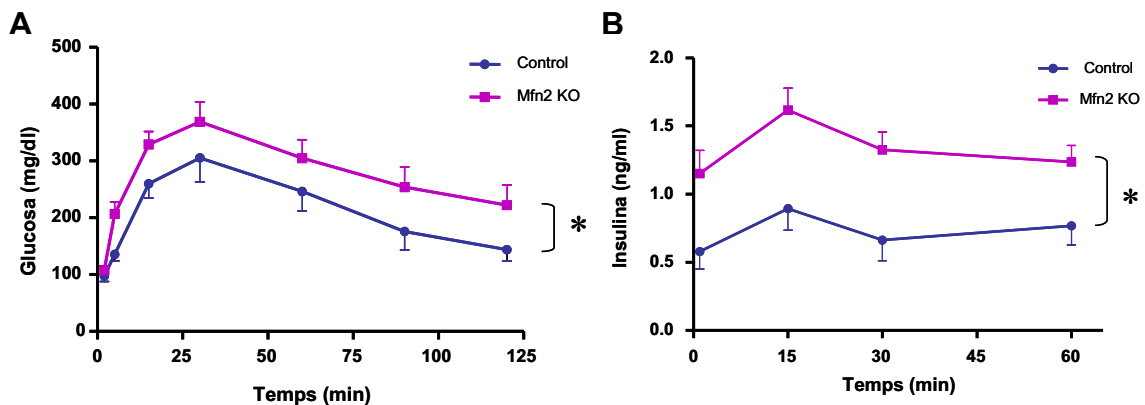 A
Glucosa (mg/dl)
500
400
300
200
100
0
0 25 50 75 100 125
Temps (min)
Control
Mfn2 KO
*
B
Insulina (ng/ml)
2.0
1.5
1.0
0.5
0.0
0 15 30 45 60
Temps (min)
Control
Mfn2 KO
*